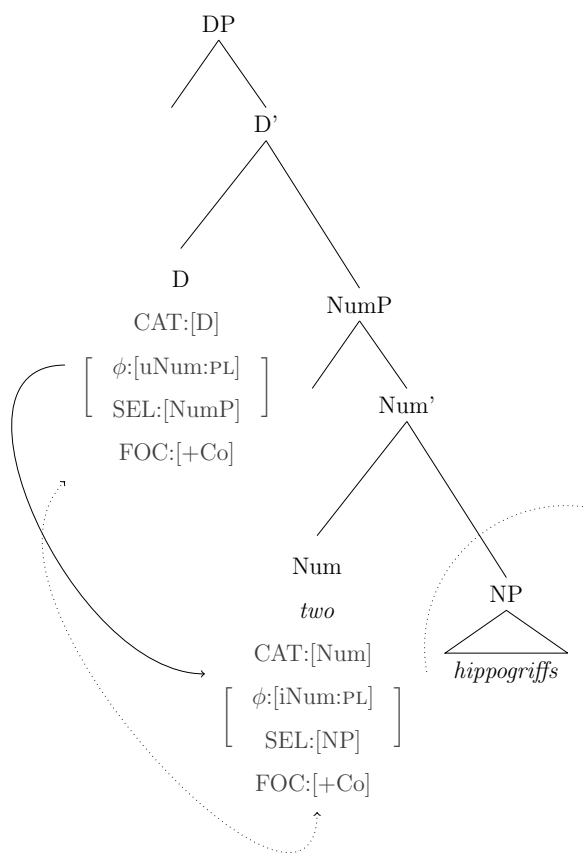 DP
D'
D
NumP
CAT:[D]
ϕ:[uNum:PL]
SEL:[NumP]
Num'
FOC:[+Co]
Num
NP
two
CAT:[Num]
hippogriffs
ϕ:[iNum:PL]
SEL:[NP]
FOC:[+Co]